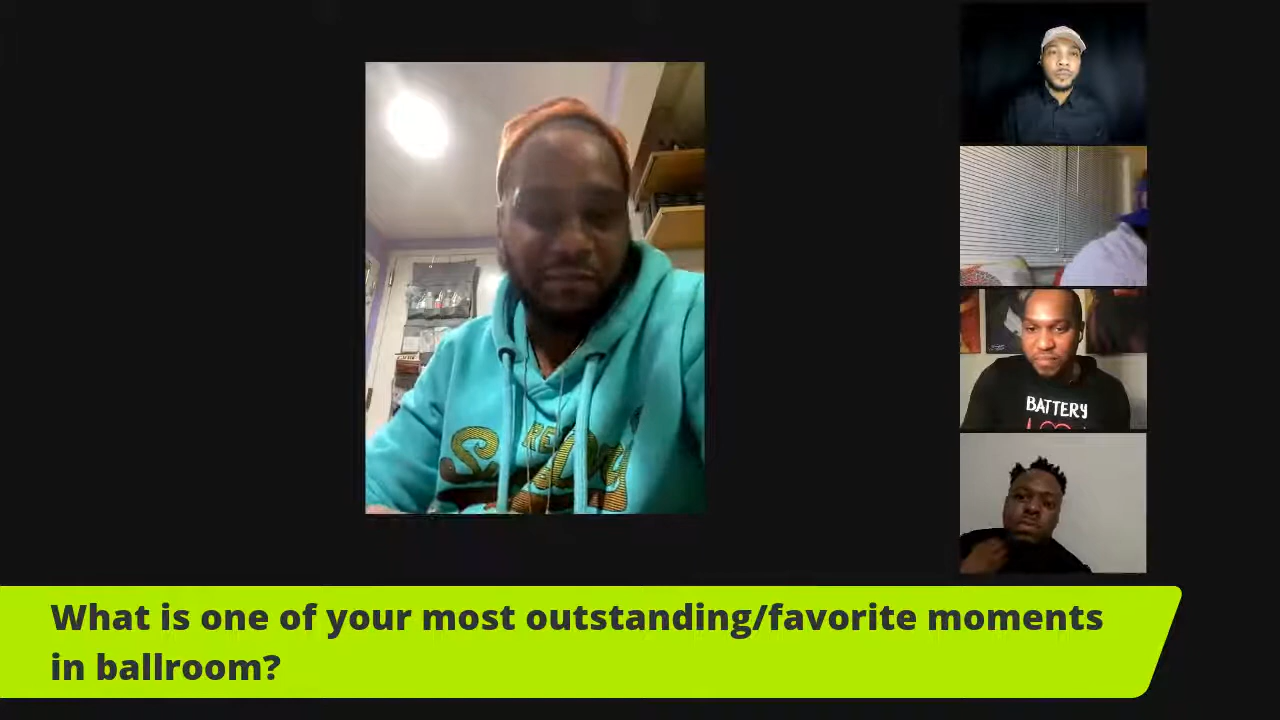 BATTERY
What is one of your most outstanding/favorite moments
in ballroom?